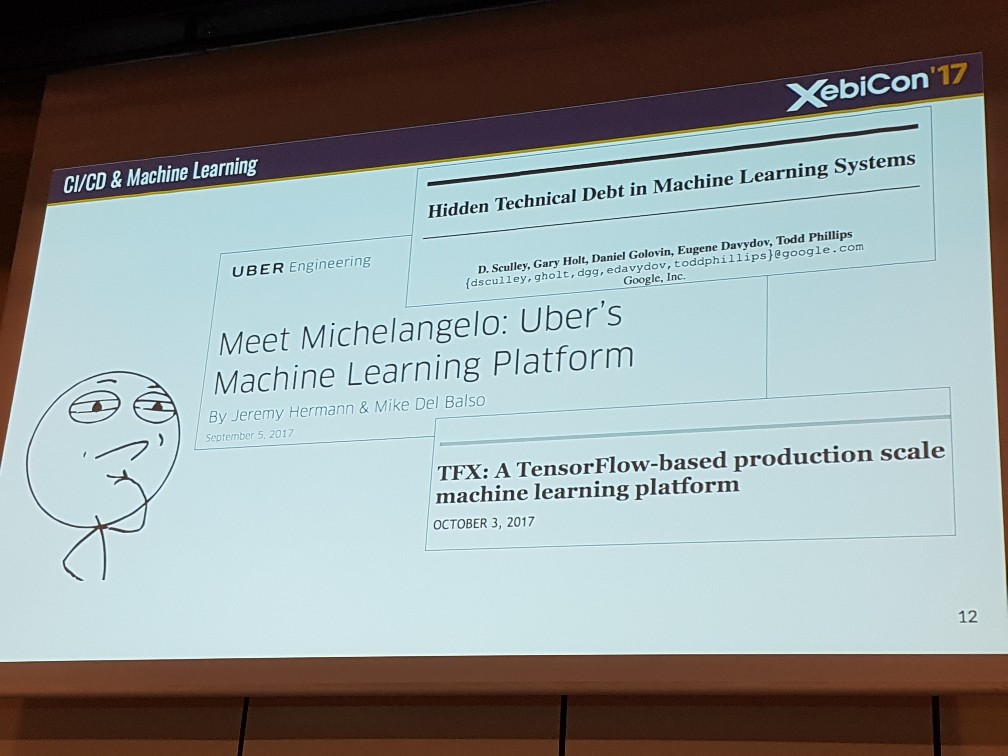 XebiCon'17
CI/CD & Machine Learning
Hidden Technical Debt in Machine Learning Systems
D. Sculley, Gary Holt, Daniel Golovin, Eugene Davydov, Todd Phillips
{dsculley,gholt,dgg,edavydov,toddphillips}@google.com
Google, Inc.
UBER Engineering
Meet Michelangelo: Uber's
Machine Learning Platform
By Jeremy Hermann & Mike Del Balso
September 5, 2017
TFX: A TensorFlow-based production scale
machine learning platform
OCTOBER 3, 2017
12